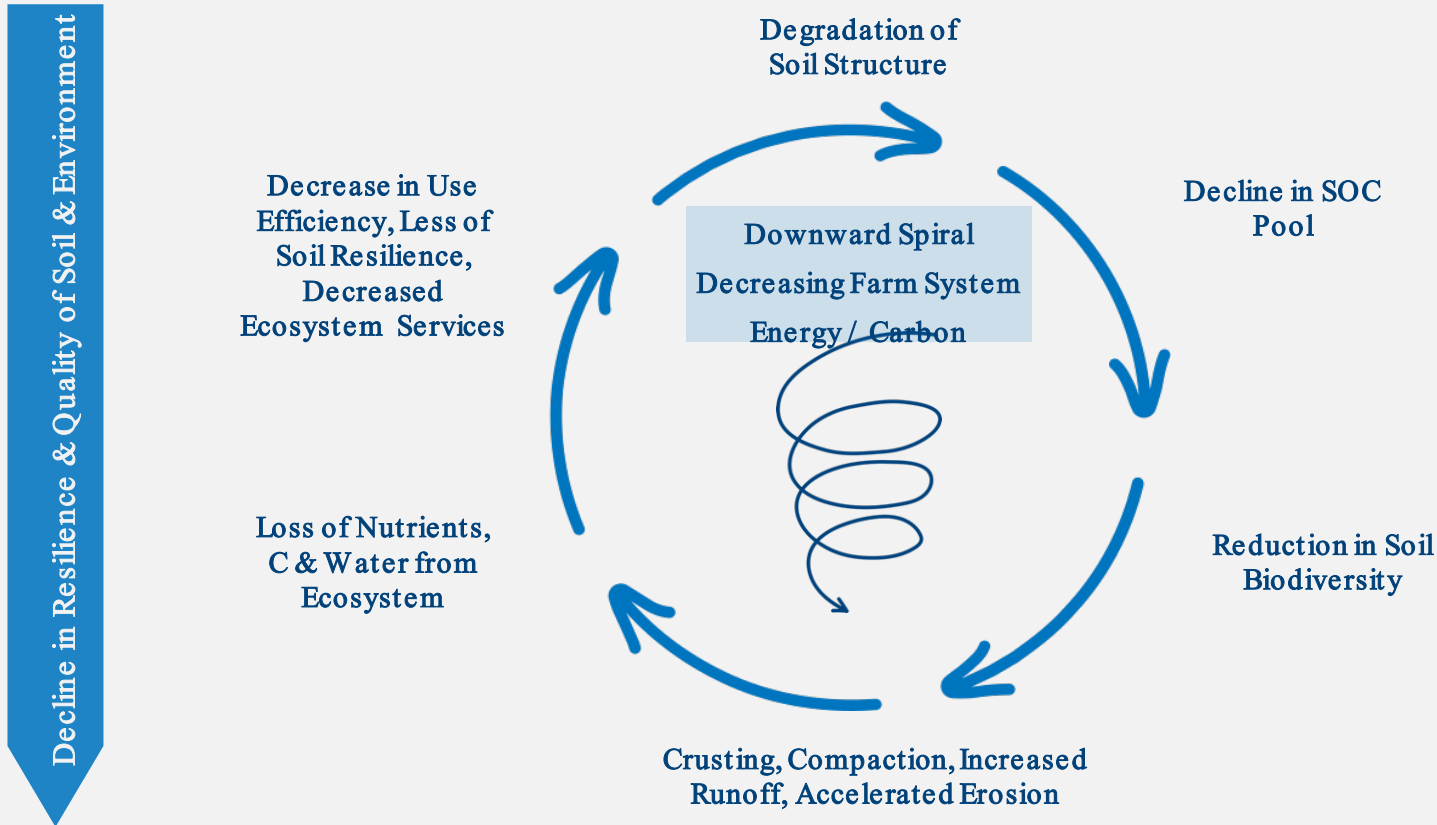 Decline in Resilience & Quality of Soil & Environment
Degradation of
Soil Structure
Decline in SOC
Pool
Reduction in Soil
Biodiversity
Crusting, Compaction, Increased
Runoff, Accelerated Erosion
Loss of Nutrients,
C & Water from
Ecosystem
Decrease in Use
Efficiency, Less of
Soil Resilience,
Decreased
Ecosystem Services
Downward Spiral
Decreasing Farm System
Energy / Carbon